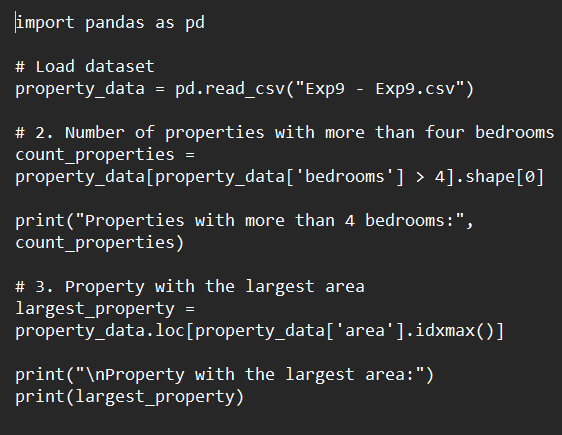 import pandas as pd
# Load dataset
property_data = pd.read_csv("Exp9 - Exp9.csv")
# 2. Number of properties with more than four bedrooms
count_properties =
property_data[property_data['bedrooms'] > 4].shape[0]
print("Properties with more than 4 bedrooms:",
count_properties)
# 3. Property with the largest area
largest_property =
property_data.loc[property_data['area'].idxmax()]
print("\nProperty with the largest area:")
print(largest_property)